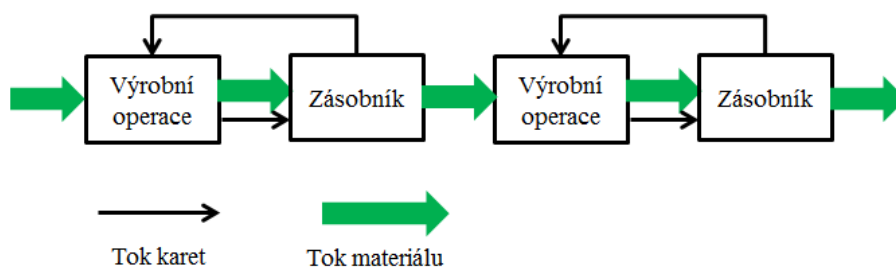 Výrobní
operace
Zásobník
Výrobní
operace
Zásobník
Tok karet
Tok materiálu